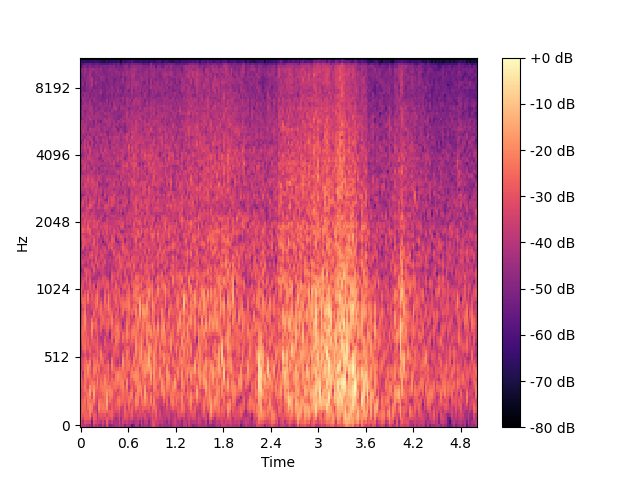 8192
4096
2048
1024
512
0
Hz
0 0.6 1.2 1.8 2.4 3 3.6 4.2 4.8
Time
+0 dB
-10 dB
-20 dB
-30 dB
-40 dB
-50 dB
-60 dB
-70 dB
-80 dB